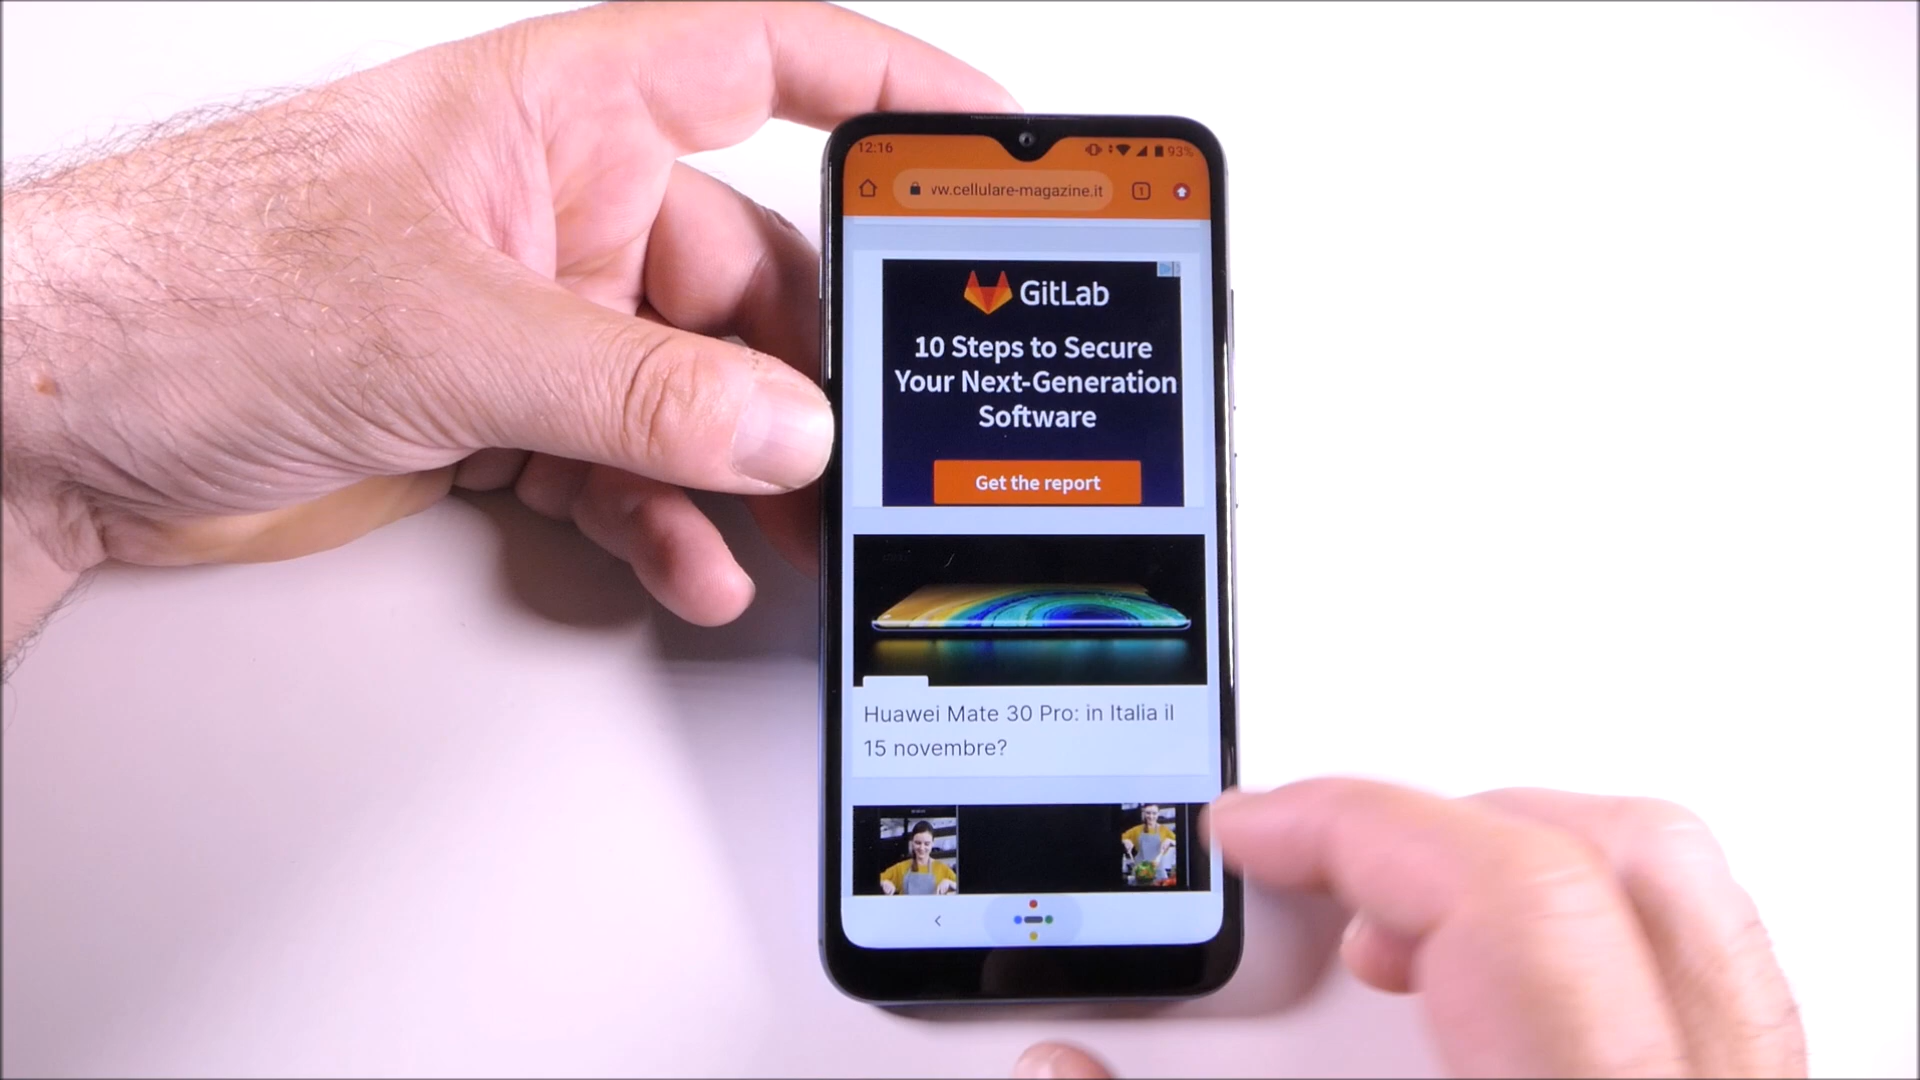 12:16
93%
vw.cellulare-magazine.it
1
GitLab
10 Steps to Secure
Your Next-Generation
Software
Get the report
Huawei Mate 30 Pro: in Italia il
15 novembre?